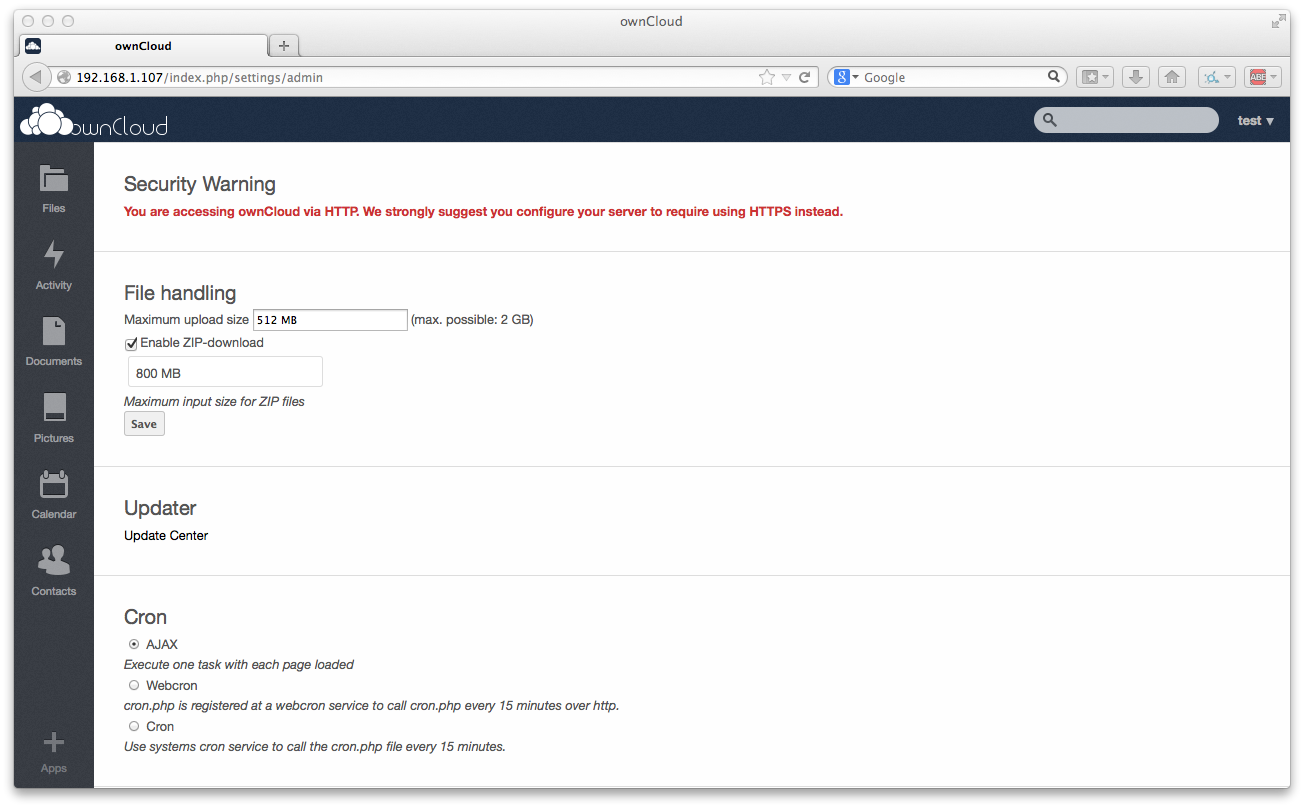 ownCloud
ownCloud
192.168.1.107/index.php/settings/admin
8 Google
ABE
ownCloud
test
Files
Activity
Documents
Pictures
Calendar
Contacts
Apps
Security Warning
You are accessing ownCloud via HTTP. We strongly suggest you configure your server to require using HTTPS instead.
File handling
Maximum upload size 512 MB (max. possible: 2 GB)
Enable ZIP-download
800 MB
Maximum input size for ZIP files
Save
Updater
Update Center
Cron
AJAX
Execute one task with each page loaded
Webcron
cron.php is registered at a webcron service to call cron.php every 15 minutes over http.
Cron
Use systems cron service to call the cron.php file every 15 minutes.